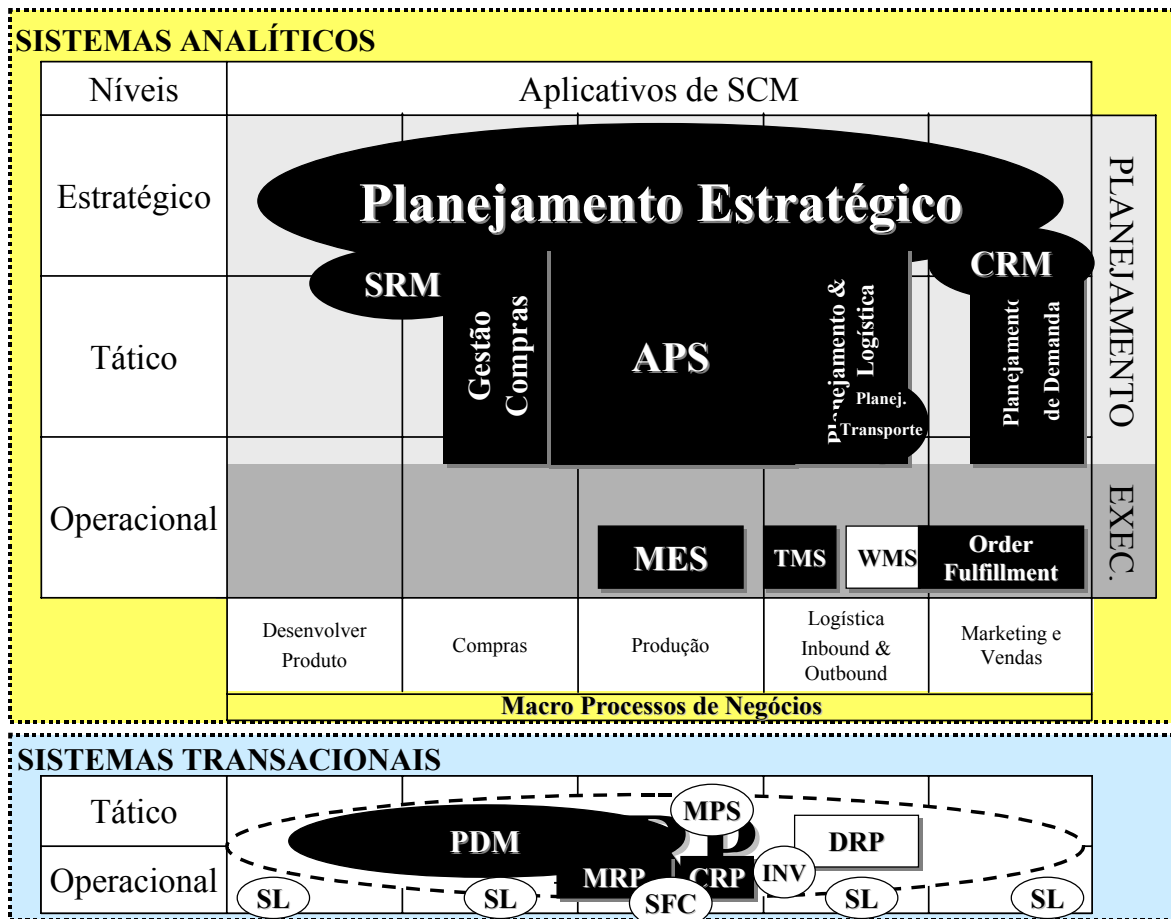 SISTEMAS ANALÍTICOS
Níveis
Aplicativos de SCM
Estratégico
Planejamento Estratégico
PLANEJAMENTO
SRM
CRM
Tático
Gestão
Compras
APS
Planejamento &
Logística
Planej.
Transporte
Planejamento
de Demanda
Operacional
MES
TMS
WMS
Order
Fulfillment
EXEC.
Desenvolver
Produto
Compras
Produção
Logística
Inbound &
Outbound
Marketing e
Vendas
Macro Processos de Negócios
SISTEMAS TRANSACIONAIS
Tático
MPS
PDM
DRP
Operacional
MRP
CRP
INV
SL
SL
SFC
SL
SL